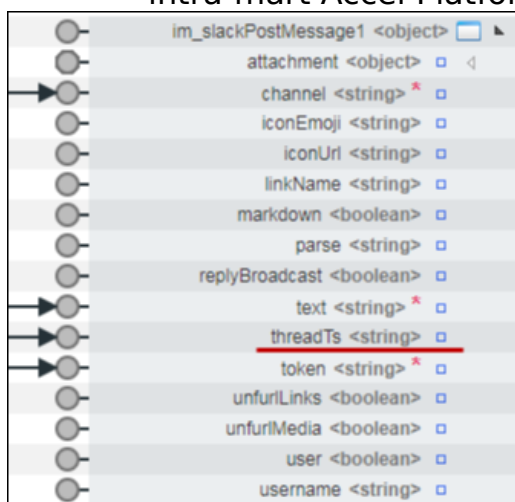 im_slackPostMessage1 <object>
attachment <object>
channel <string> *
iconEmoji <string>
iconUrl <string>
linkName <string>
markdown <boolean>
parse <string>
replyBroadcast <boolean>
text <string> *
threadTs <string>
token <string> *
unfurlLinks <boolean>
unfurlMedia <boolean>
user <boolean>
username <string>